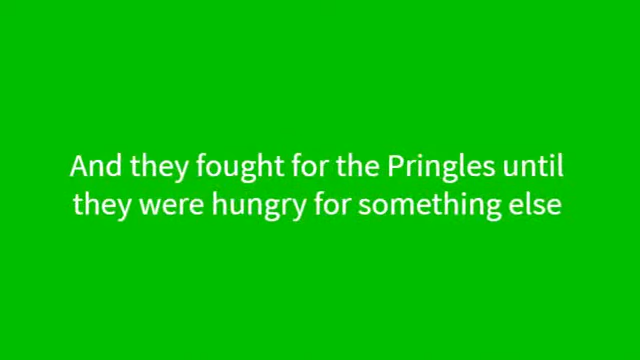 And they fought for the Pringles until
they were hungry for something else